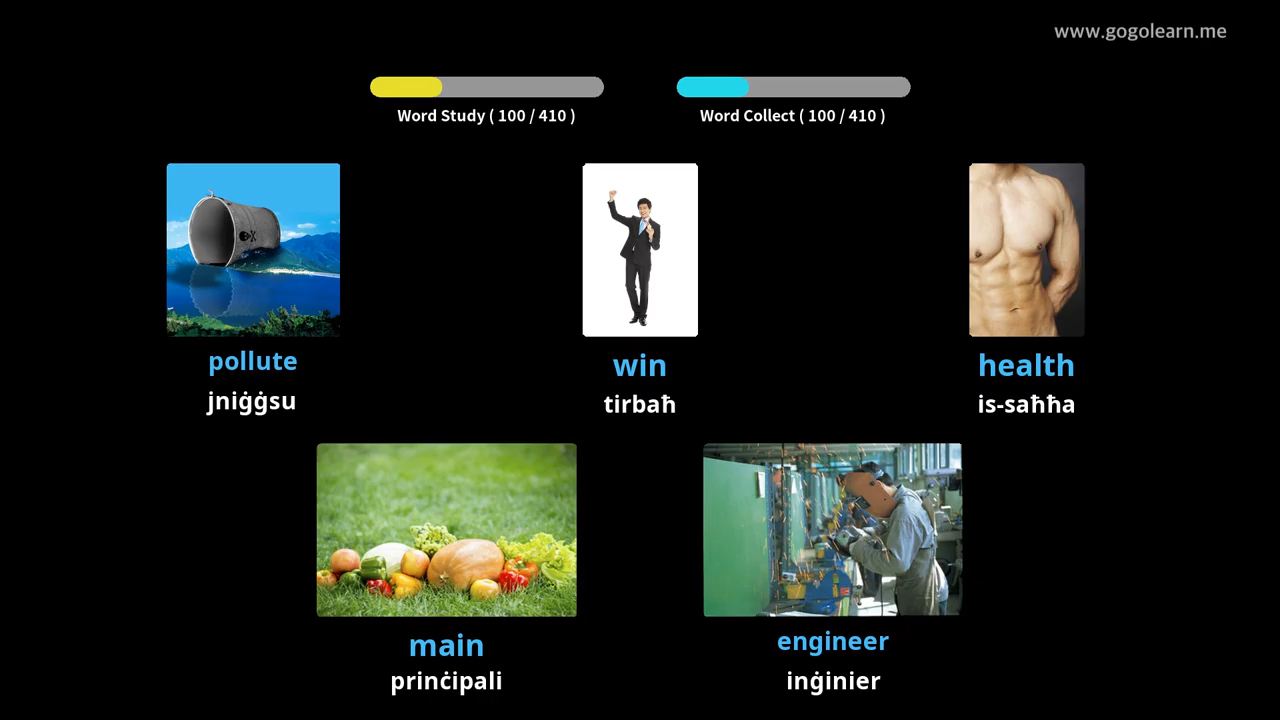 www.gogolearn.me
Word Study ( 100 / 410 )
Word Collect ( 100 / 410 )
pollute
jniġġsu
win
tirbaħ
health
is-saħħa
main
prinċipali
engineer
inġinier